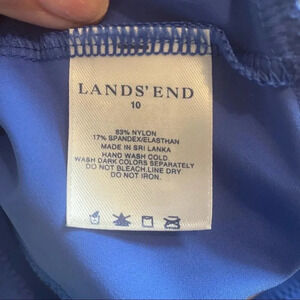 LANDS' END
10
83% NYLON
17% SPANDEX/ELASTHAN
MADE IN SRI LANKA
HAND WASH COLD
WASH DARK COLORS SEPARATELY
DO NOT BLEACH.LINE DRY
DO NOT IRON.